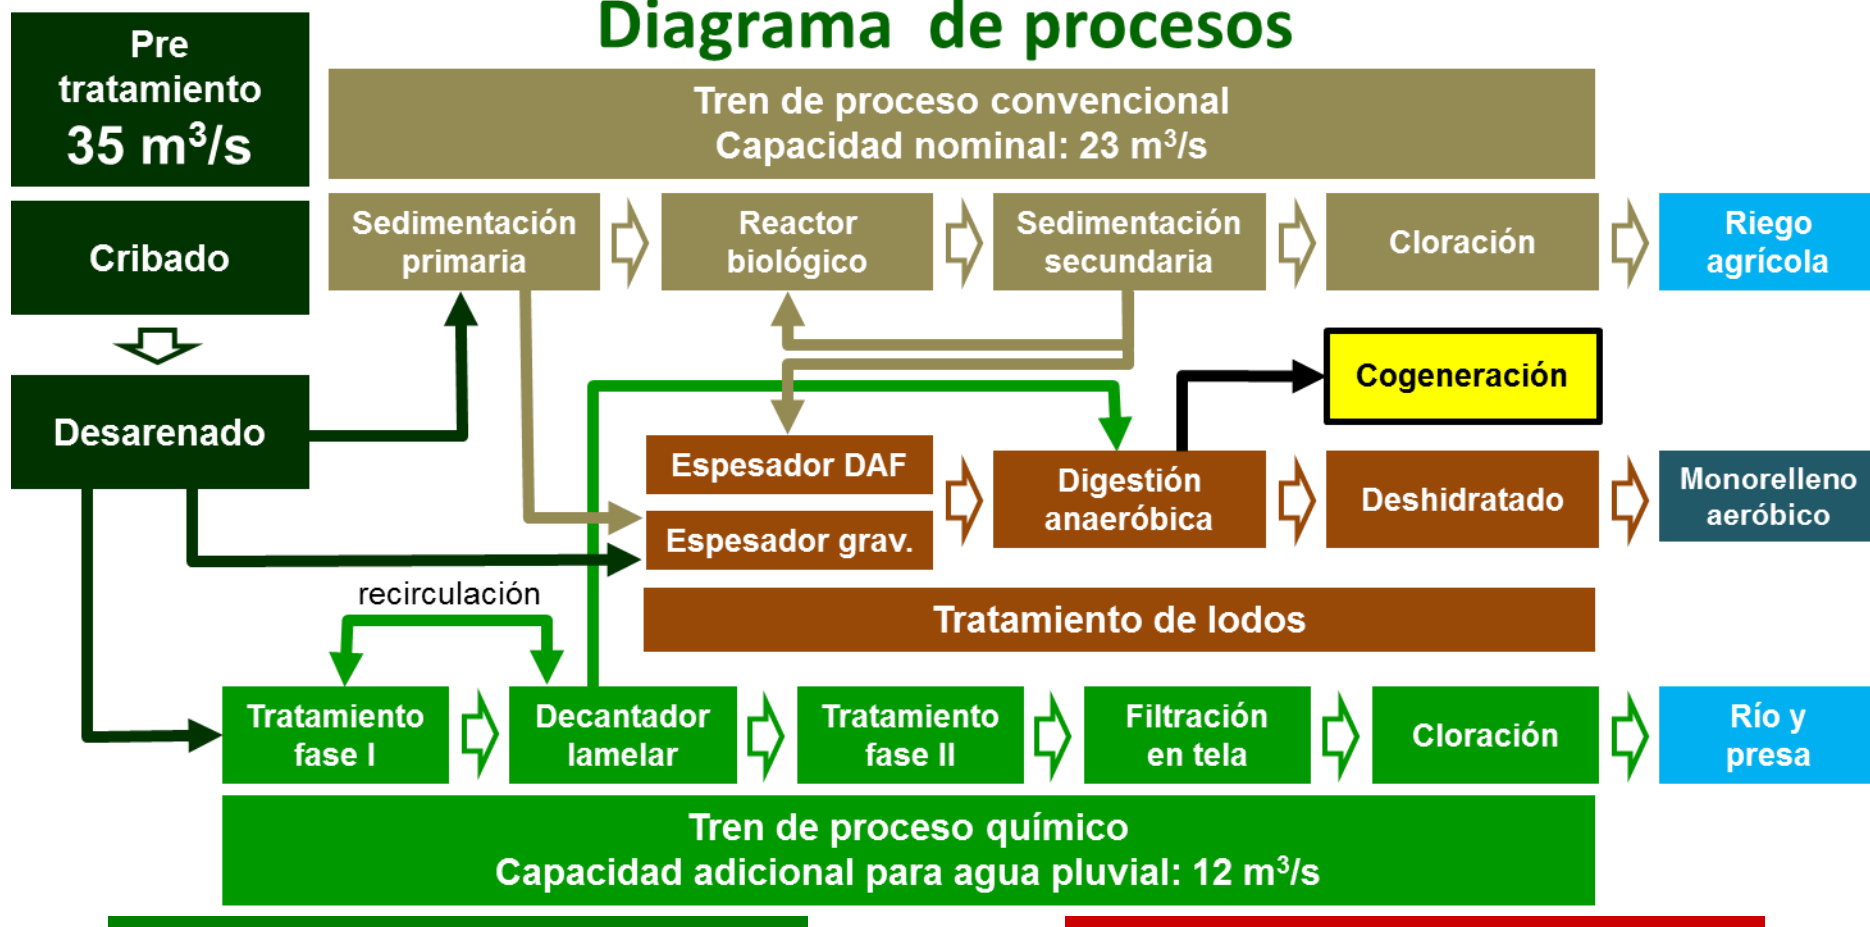 Diagrama de procesos
Pre
tratamiento
35 m³/s
Tren de proceso convencional
Capacidad nominal: 23 m³/s
Cribado
Sedimentación
primaria
Reactor
biológico
Sedimentación
secundaria
Cloración
Riego
agrícola
Desarenado
Cogeneración
Espesador DAF
Espesador grav.
Digestión
anaeróbica
Deshidratado
Monorelleno
aeróbico
Tratamiento de lodos
recirculación
Tratamiento
fase I
Decantador
lamelar
Tratamiento
fase II
Filtración
en tela
Cloración
Río y
presa
Tren de proceso químico
Capacidad adicional para agua pluvial: 12 m³/s